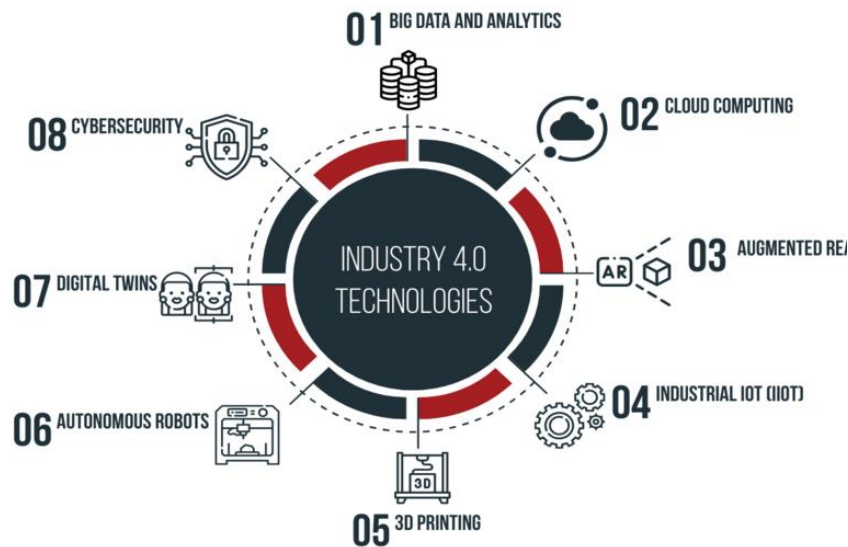 01 BIG DATA AND ANALYTICS
02 CLOUD COMPUTING
AR
03 AUGMENTED REA
04 INDUSTRIAL IOT (IIOT)
3D
05 3D PRINTING
06 AUTONOMOUS ROBOTS
07 DIGITAL TWINS
08 CYBERSECURITY
INDUSTRY 4.0
TECHNOLOGIES